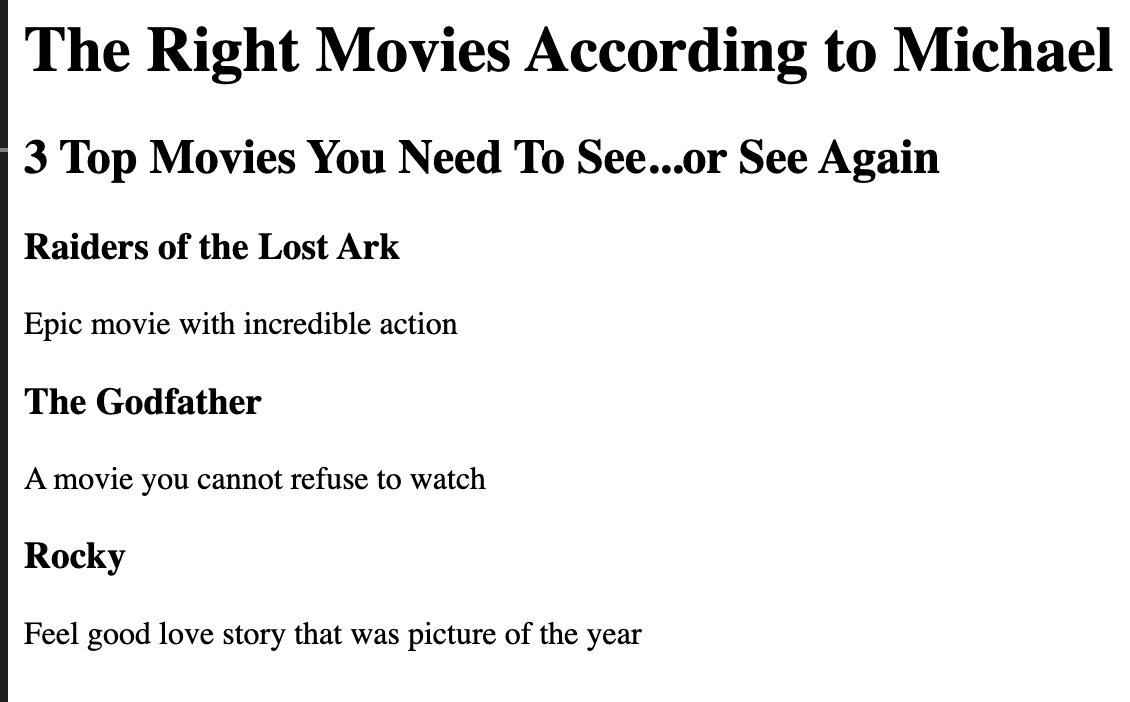 The Right Movies According to Michael
3 Top Movies You Need To See...or See Again
Raiders of the Lost Ark
Epic movie with incredible action
The Godfather
A movie you cannot refuse to watch
Rocky
Feel good love story that was picture of the year